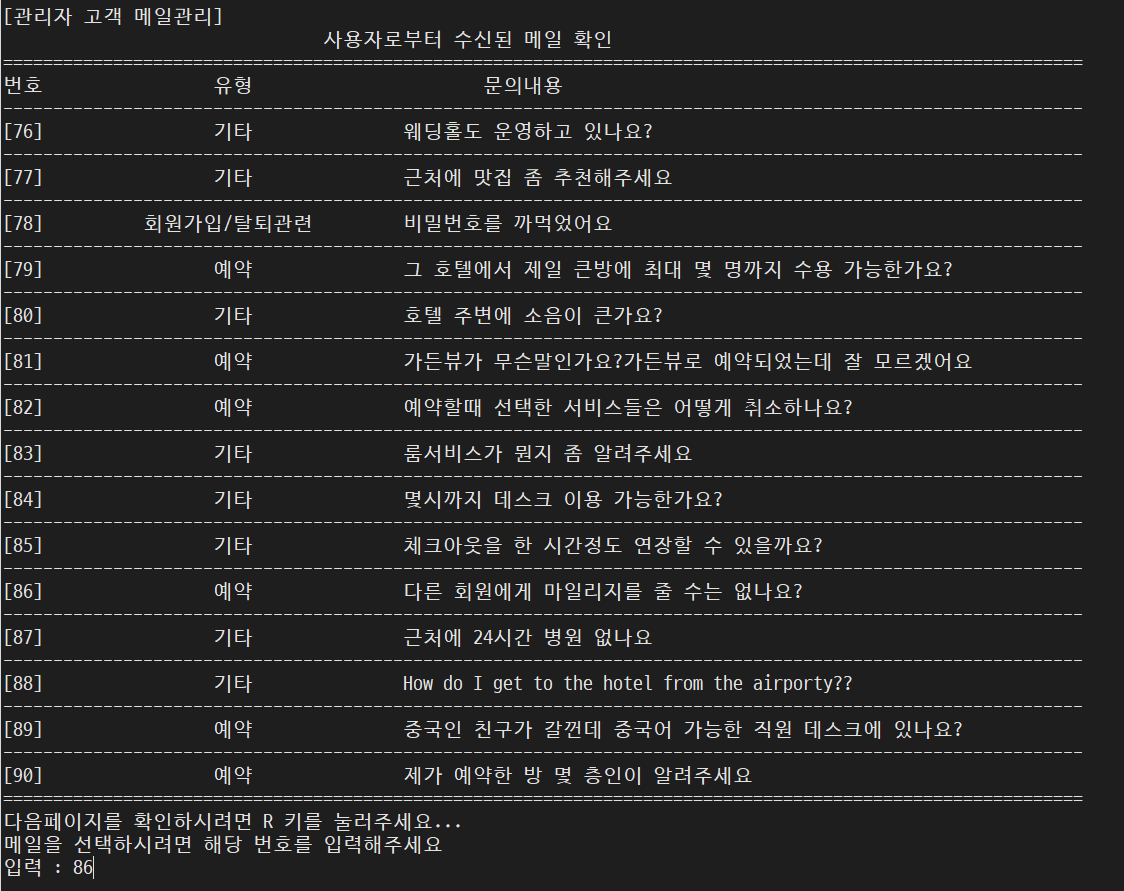 [관리자 고객 메일관리]
사용자로부터 수신된 메일 확인
============================================================================================================
번호 유형 문의내용
------------------------------------------------------------------------------------------------------------
[76] 기타 웨딩홀도 운영하고 있나요?
------------------------------------------------------------------------------------------------------------
[77] 기타 근처에 맛집 좀 추천해주세요
------------------------------------------------------------------------------------------------------------
[78] 회원가입/탈퇴관련 비밀번호를 까먹었어요
------------------------------------------------------------------------------------------------------------
[79] 예약 그 호텔에서 제일 큰방에 최대 몇 명까지 수용 가능한가요?
------------------------------------------------------------------------------------------------------------
[80] 기타 호텔 주변에 소음이 큰가요?
------------------------------------------------------------------------------------------------------------
[81] 예약 가든뷰가 무슨말인가요?가든뷰로 예약되었는데 잘 모르겠어요
------------------------------------------------------------------------------------------------------------
[82] 예약 예약할때 선택한 서비스들은 어떻게 취소하나요?
------------------------------------------------------------------------------------------------------------
[83] 기타 룸서비스가 뭔지 좀 알려주세요
------------------------------------------------------------------------------------------------------------
[84] 기타 몇시까지 데스크 이용 가능한가요?
------------------------------------------------------------------------------------------------------------
[85] 기타 체크아웃을 한 시간정도 연장할 수 있을까요?
------------------------------------------------------------------------------------------------------------
[86] 예약 다른 회원에게 마일리지를 줄 수는 없나요?
------------------------------------------------------------------------------------------------------------
[87] 기타 근처에 24시간 병원 없나요
------------------------------------------------------------------------------------------------------------
[88] 기타 How do I get to the hotel from the airporty??
------------------------------------------------------------------------------------------------------------
[89] 예약 중국인 친구가 갈껀데 중국어 가능한 직원 데스크에 있나요?
------------------------------------------------------------------------------------------------------------
[90] 예약 제가 예약한 방 몇 층인이 알려주세요
============================================================================================================
다음페이지를 확인하시려면 R 키를 눌러주세요...
메일을 선택하시려면 해당 번호를 입력해주세요
입력 : 86